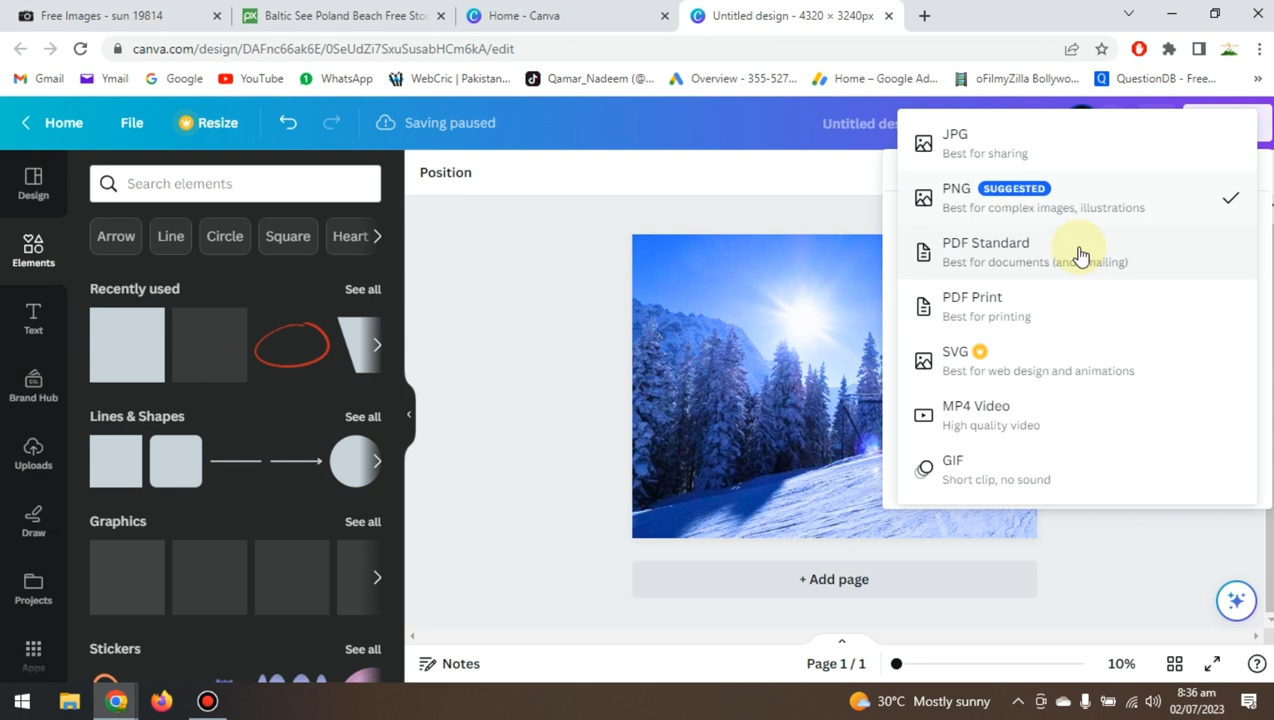 Free Images - sun 19814
Baltic See Poland Beach Free Sto
Home - Canva
Untitled design - 4320 × 3240px
canva.com/design/DAFnc66ak6E/0SeUdZi7SxuSusabHCm6kA/edit
Gmail
Ymail
Google
YouTube
WhatsApp
WebCric | Pakistan...
Qamar_Nadeem (@...
Overview - 355-527...
Home – Google Ad...
oFilmyZilla Bollywo...
QuestionDB - Free...
»
Home
File
Resize
Saving paused
Untitled des
Design
Elements
Text
Brand Hub
Uploads
Draw
Projects
Apps
Search elements
Arrow
Line
Circle
Square
Heart
Recently used
See all
Lines & Shapes
See all
Graphics
See all
Stickers
See all
Position
JPG
Best for sharing
PNG SUGGESTED
Best for complex images, illustrations
PDF Standard
Best for documents (and mailing)
PDF Print
Best for printing
SVG
Best for web design and animations
MP4 Video
High quality video
GIF
Short clip, no sound
+ Add page
Notes
Page 1 / 1
10%
30°C Mostly sunny
8:36 am
02/07/2023